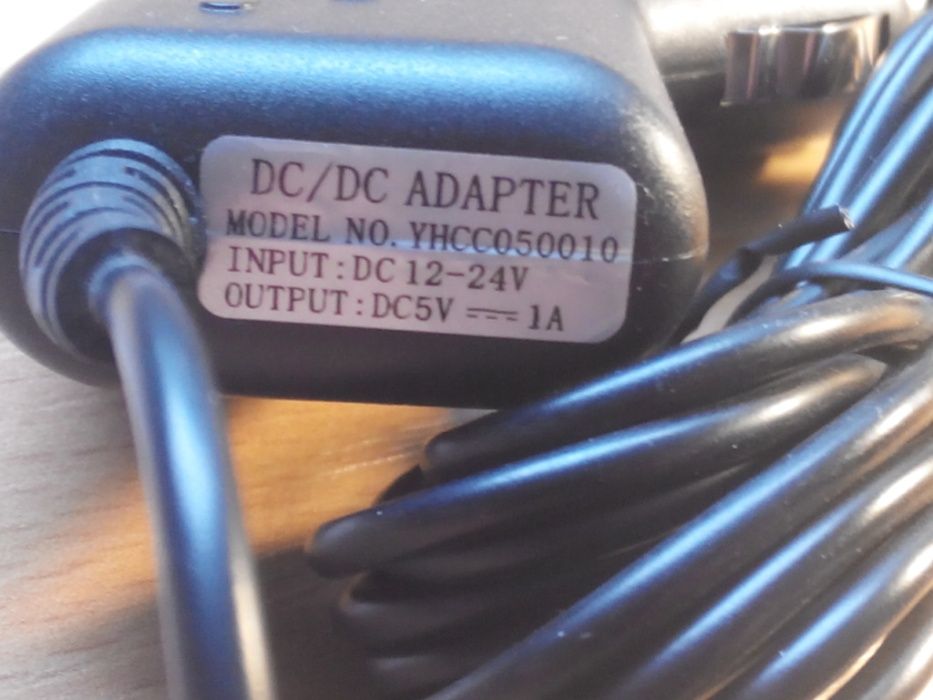 DC/DC ADAPTER
MODEL NO. YHCC050010
INPUT:DC 12-24V
OUTPUT:DC5V ⎓ 1A